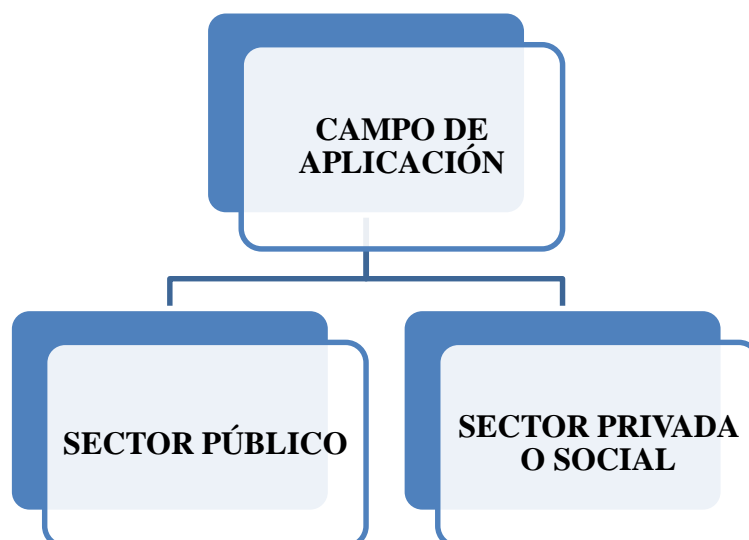 CAMPO DE
APLICACIÓN
SECTOR PÚBLICO
SECTOR PRIVADA
O SOCIAL